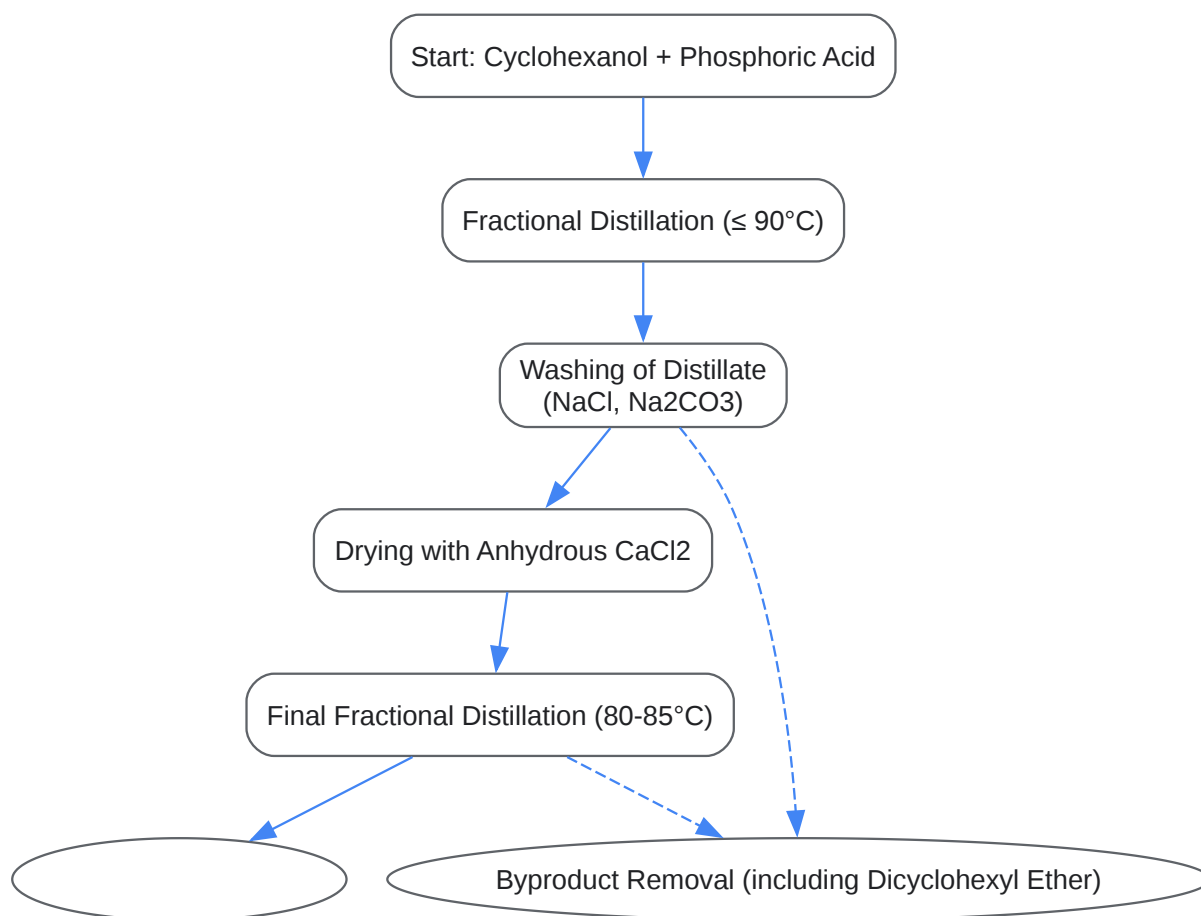 Start: Cyclohexanol + Phosphoric Acid
Fractional Distillation (≤ 90°C)
Washing of Distillate
(NaCl, Na2CO3)
Drying with Anhydrous CaCl2
Final Fractional Distillation (80-85°C)
Byproduct Removal (including Dicyclohexyl Ether)